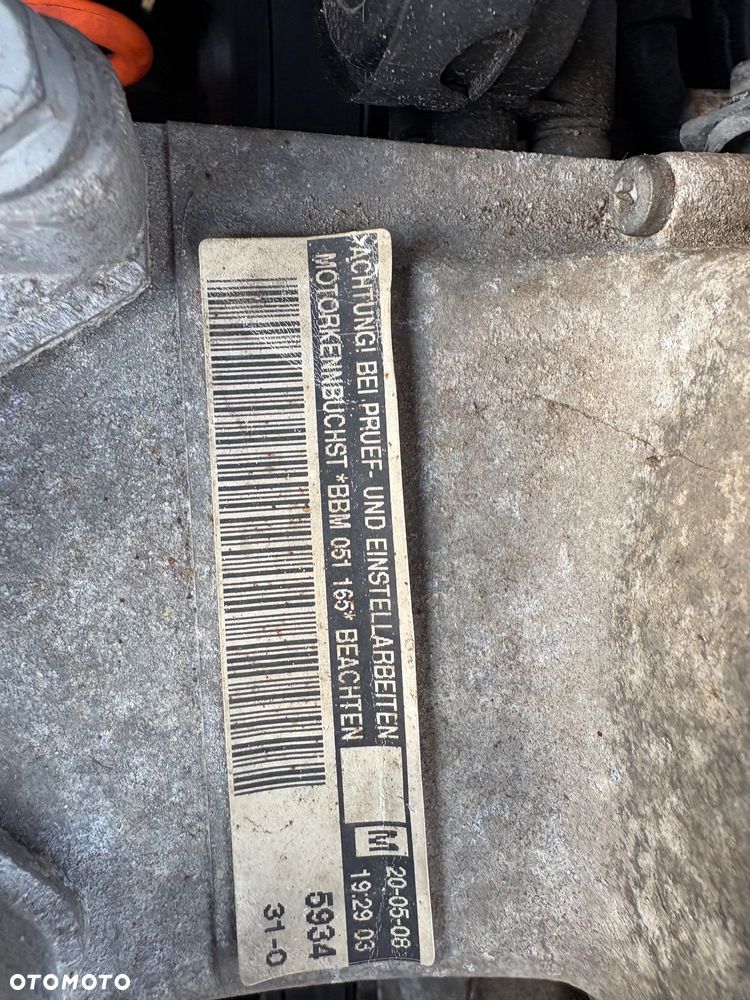 ACHTUNG! BEI PRUEF- UND EINSTELLARBEITEN
MOTORKENNBUCHST *BBM 051 165* BEACHTEN
M
20-05-08
19:29 03
5934
31-0
OTOMOTO